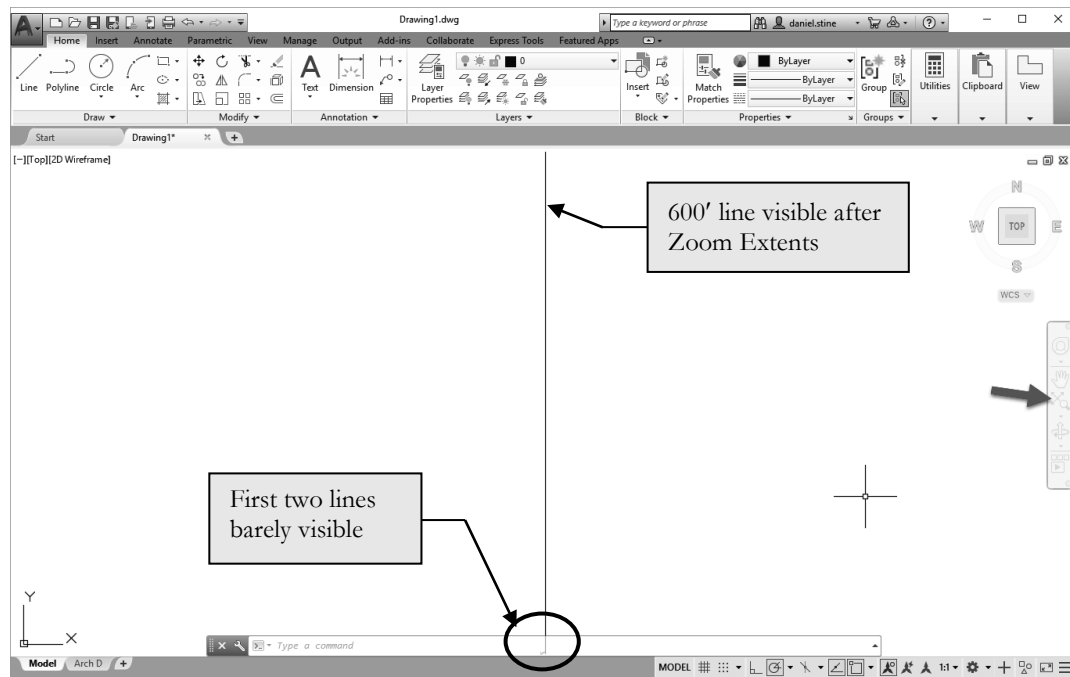 Drawing1.dwg
Type a keyword or phrase
daniel.stine
Home Insert Annotate Parametric View Manage Output Add-ins Collaborate Express Tools Featured Apps
0
ByLayer
ByLayer
ByLayer
Line Polyline Circle Arc
Text Dimension
Layer
Properties
Insert
Match
Properties
Group
Utilities
Clipboard
View
Draw Modify Annotation Layers Block Properties Groups
Start Drawing1*
[−][Top][2D Wireframe]
600′ line visible after
Zoom Extents
N
W TOP E
S
WCS
First two lines
barely visible
Y
X
Type a command
Model Arch D
MODEL 1:1